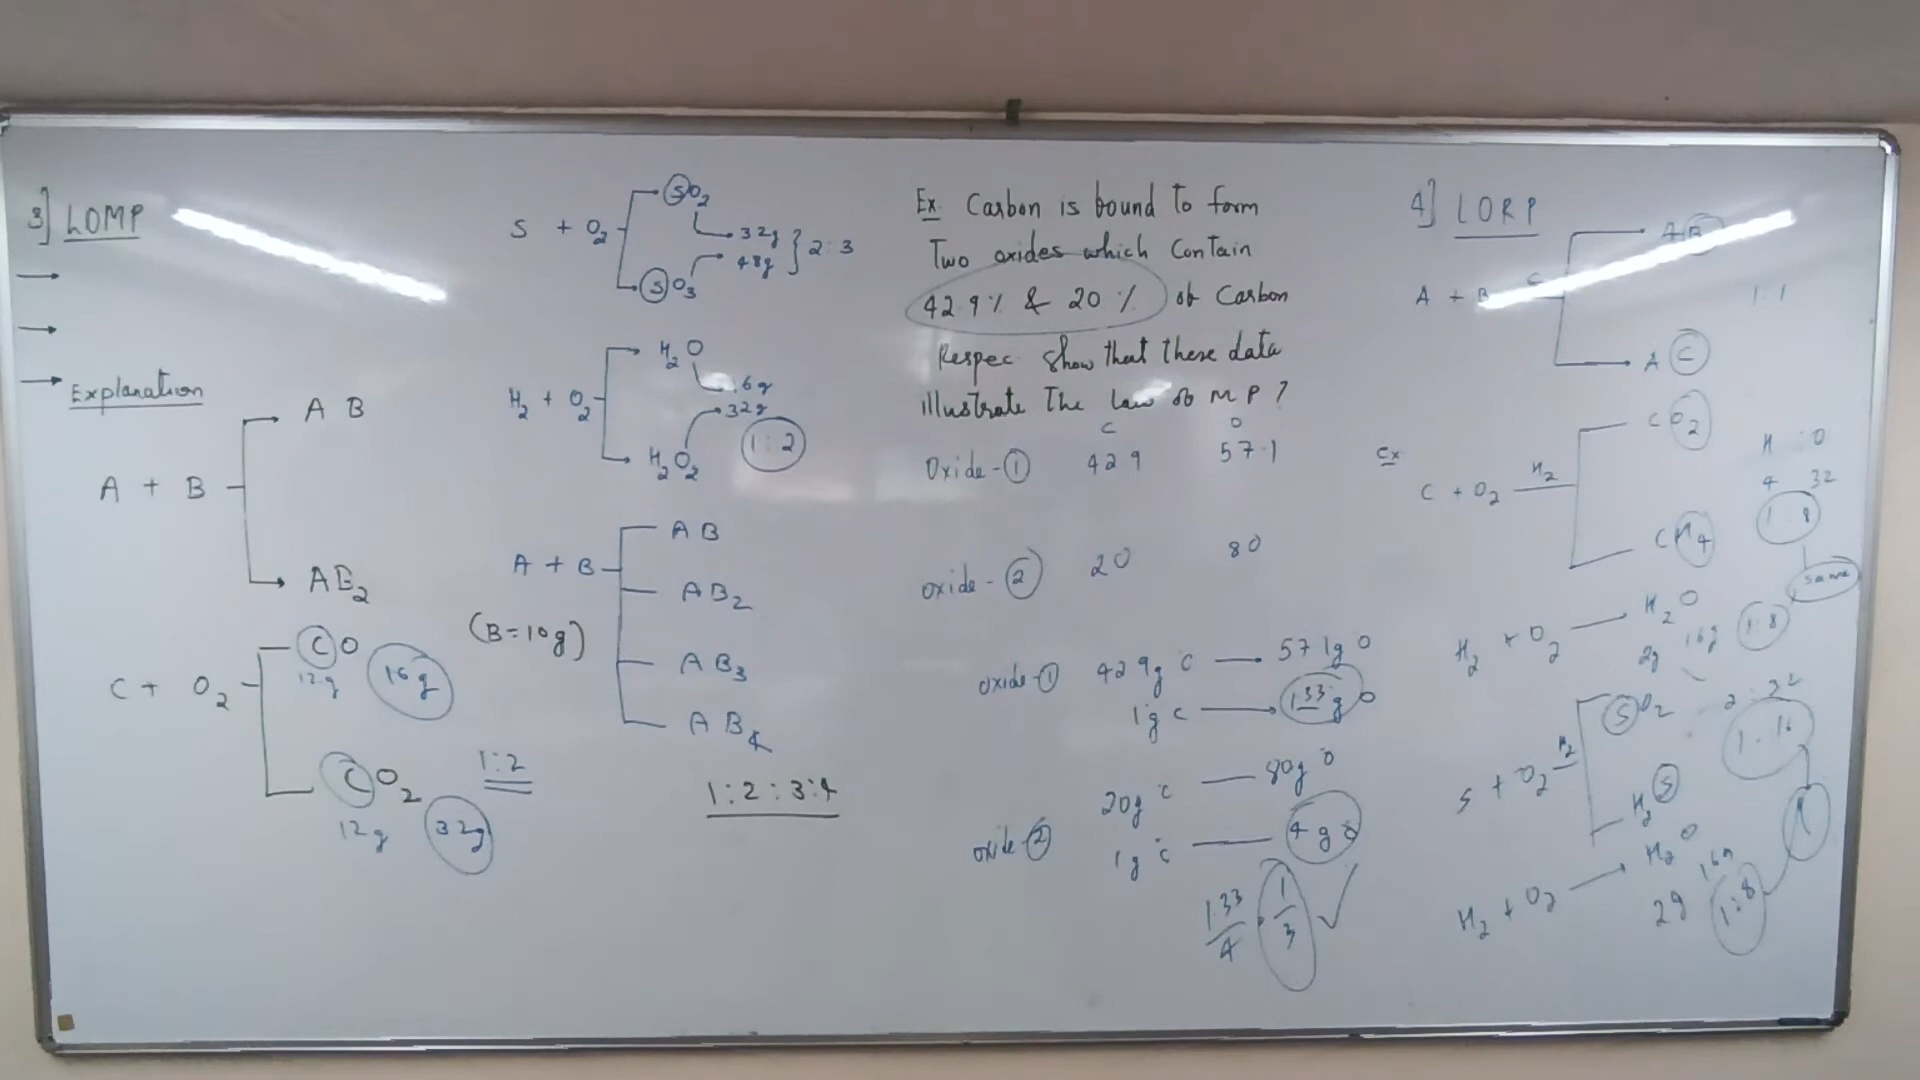 3] LOMP
Explanation
A + B
A B
AB2
C + O2
CO
12g
16g
CO2
12g
32g
1:2
S + O2
SO2
32g
48g
} 2:3
SO3
H2 + O2
H2O
16g
32g
H2O2
1:2
A + B
(B=10g)
AB
AB2
AB3
AB4
1:2:3:4
Ex. Carbon is bound to form
Two oxides which Contain
42.9% & 20% of Carbon
Respec. Show that these data
illustrate The law of M P ?
C O
Oxide-① 42.9 57.1
oxide-② 20 80
oxide-① 42.9g C 57.1g O
1g C 1.33g O
20g C 80g O
oxide-② 1g C 4g O
1.33/4 1/3
4] LORP
A + B
C
AB
AC
1:1
Ex
C + O2
H2
CO2
CH4
H : O
4 32
1:8
same
H2 + O2
H2O
2g 16g
1:8
S + O2
H2
SO2
H2S
2:32
1:16
H2 + O2
H2O
2g 16g
1:8